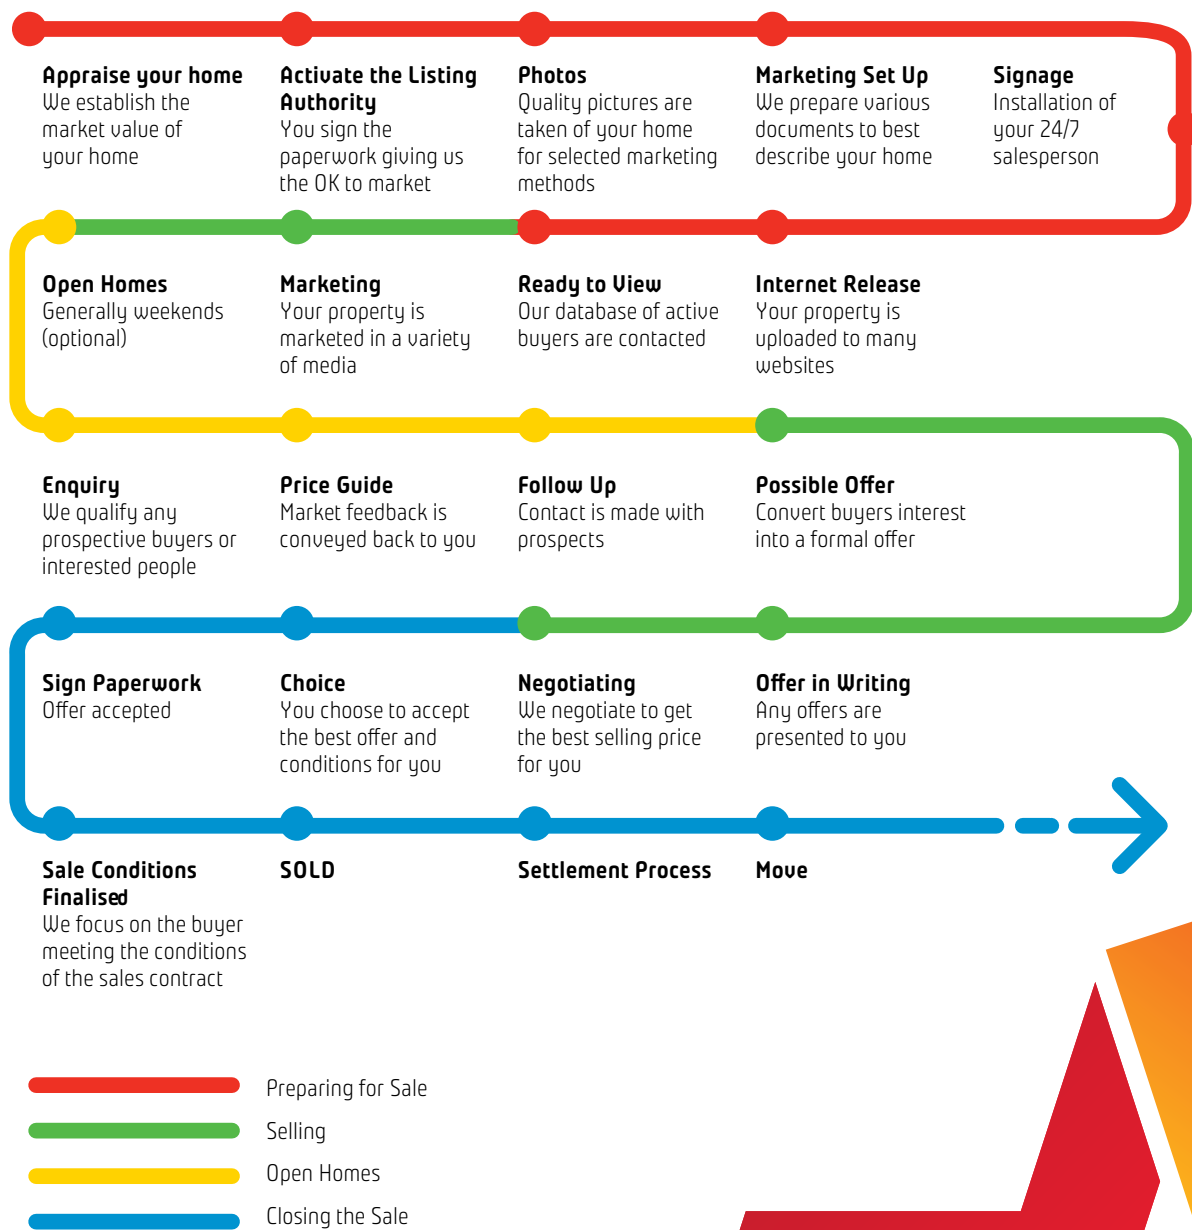 Appraise your home
We establish the
market value of
your home
Activate the Listing
Authority
You sign the
paperwork giving us
the OK to market
Photos
Quality pictures are
taken of your home
for selected marketing
methods
Marketing Set Up
We prepare various
documents to best
describe your home
Signage
Installation of
your 24/7
salesperson
Open Homes
Generally weekends
(optional)
Marketing
Your property is
marketed in a variety
of media
Ready to View
Our database of active
buyers are contacted
Internet Release
Your property is
uploaded to many
websites
Enquiry
We qualify any
prospective buyers or
interested people
Price Guide
Market feedback is
conveyed back to you
Follow Up
Contact is made with
prospects
Possible Offer
Convert buyers interest
into a formal offer
Sign Paperwork
Offer accepted
Choice
You choose to accept
the best offer and
conditions for you
Negotiating
We negotiate to get
the best selling price
for you
Offer in Writing
Any offers are
presented to you
Sale Conditions
Finalised
We focus on the buyer
meeting the conditions
of the sales contract
SOLD
Settlement Process
Move
Preparing for Sale
Selling
Open Homes
Closing the Sale